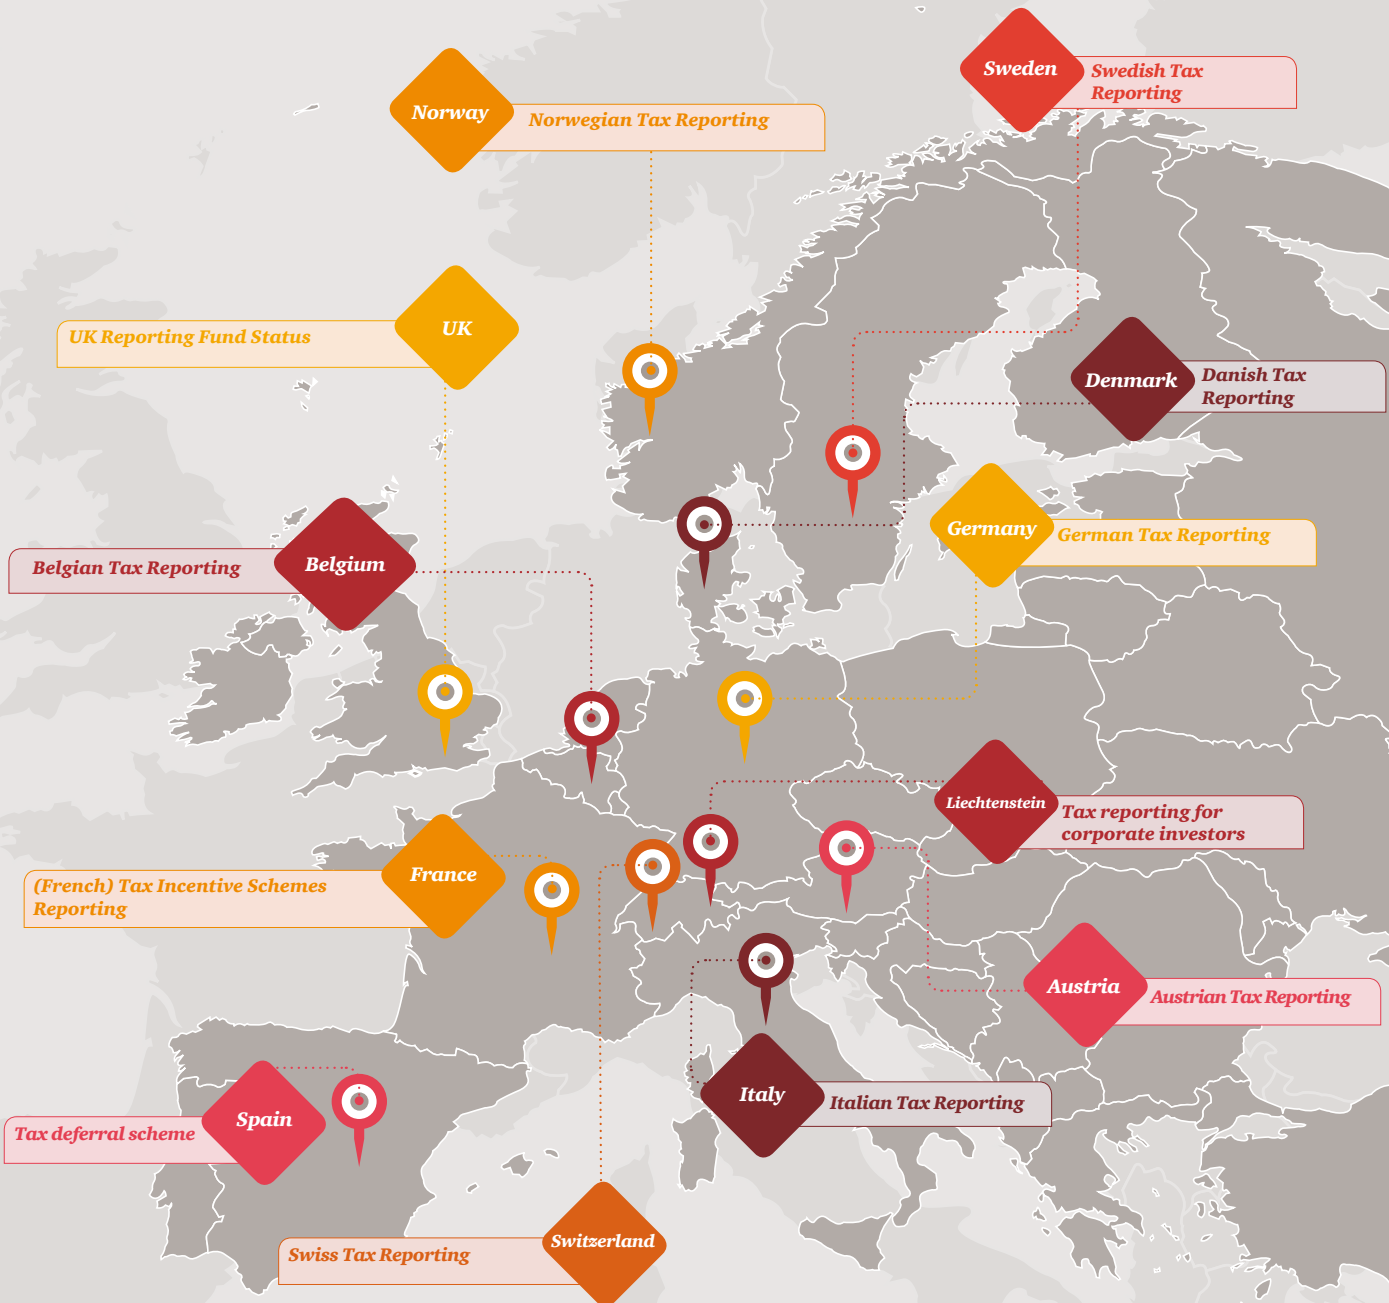 Sweden
Swedish Tax
Reporting
Norway
Norwegian Tax Reporting
UK Reporting Fund Status
UK
Denmark
Danish Tax
Reporting
Germany
German Tax Reporting
Belgian Tax Reporting
Belgium
Liechtenstein
Tax reporting for
corporate investors
(French) Tax Incentive Schemes
Reporting
France
Austria
Austrian Tax Reporting
Italy
Italian Tax Reporting
Tax deferral scheme
Spain
Swiss Tax Reporting
Switzerland